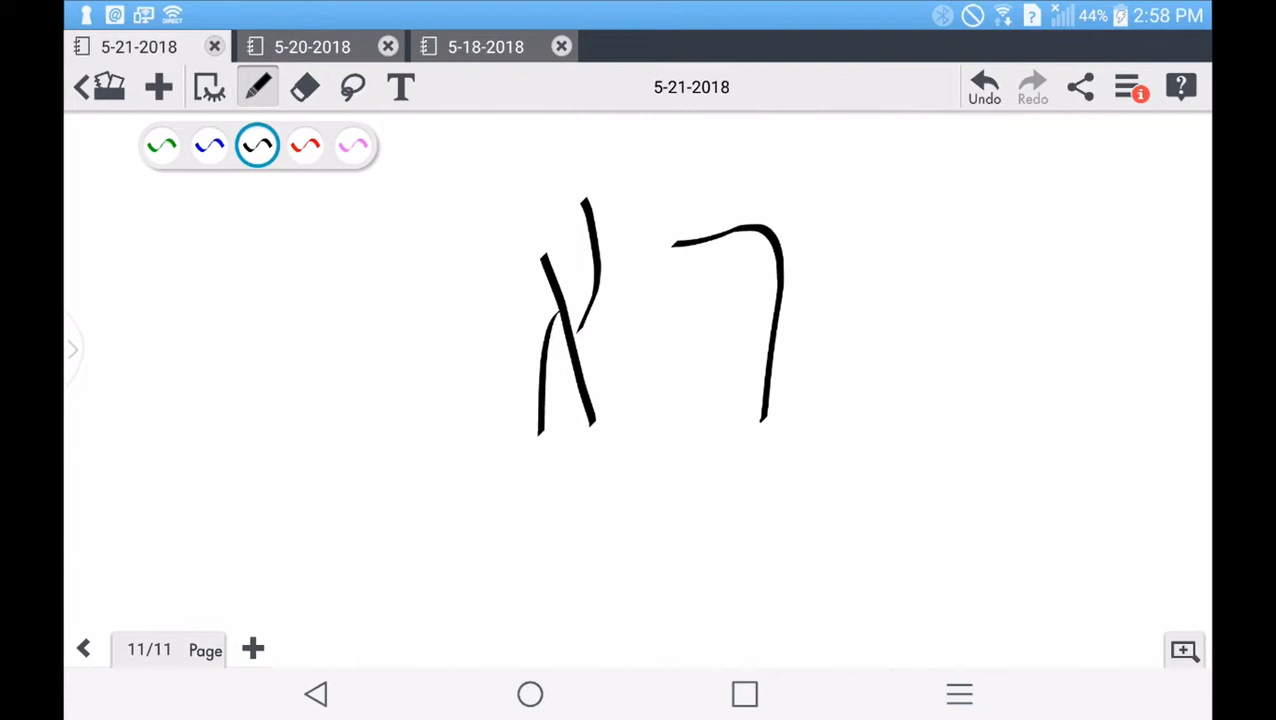 44% 2:58 PM
5-21-2018 5-20-2018 5-18-2018
5-21-2018 Undo Redo
רא
11/11 Page